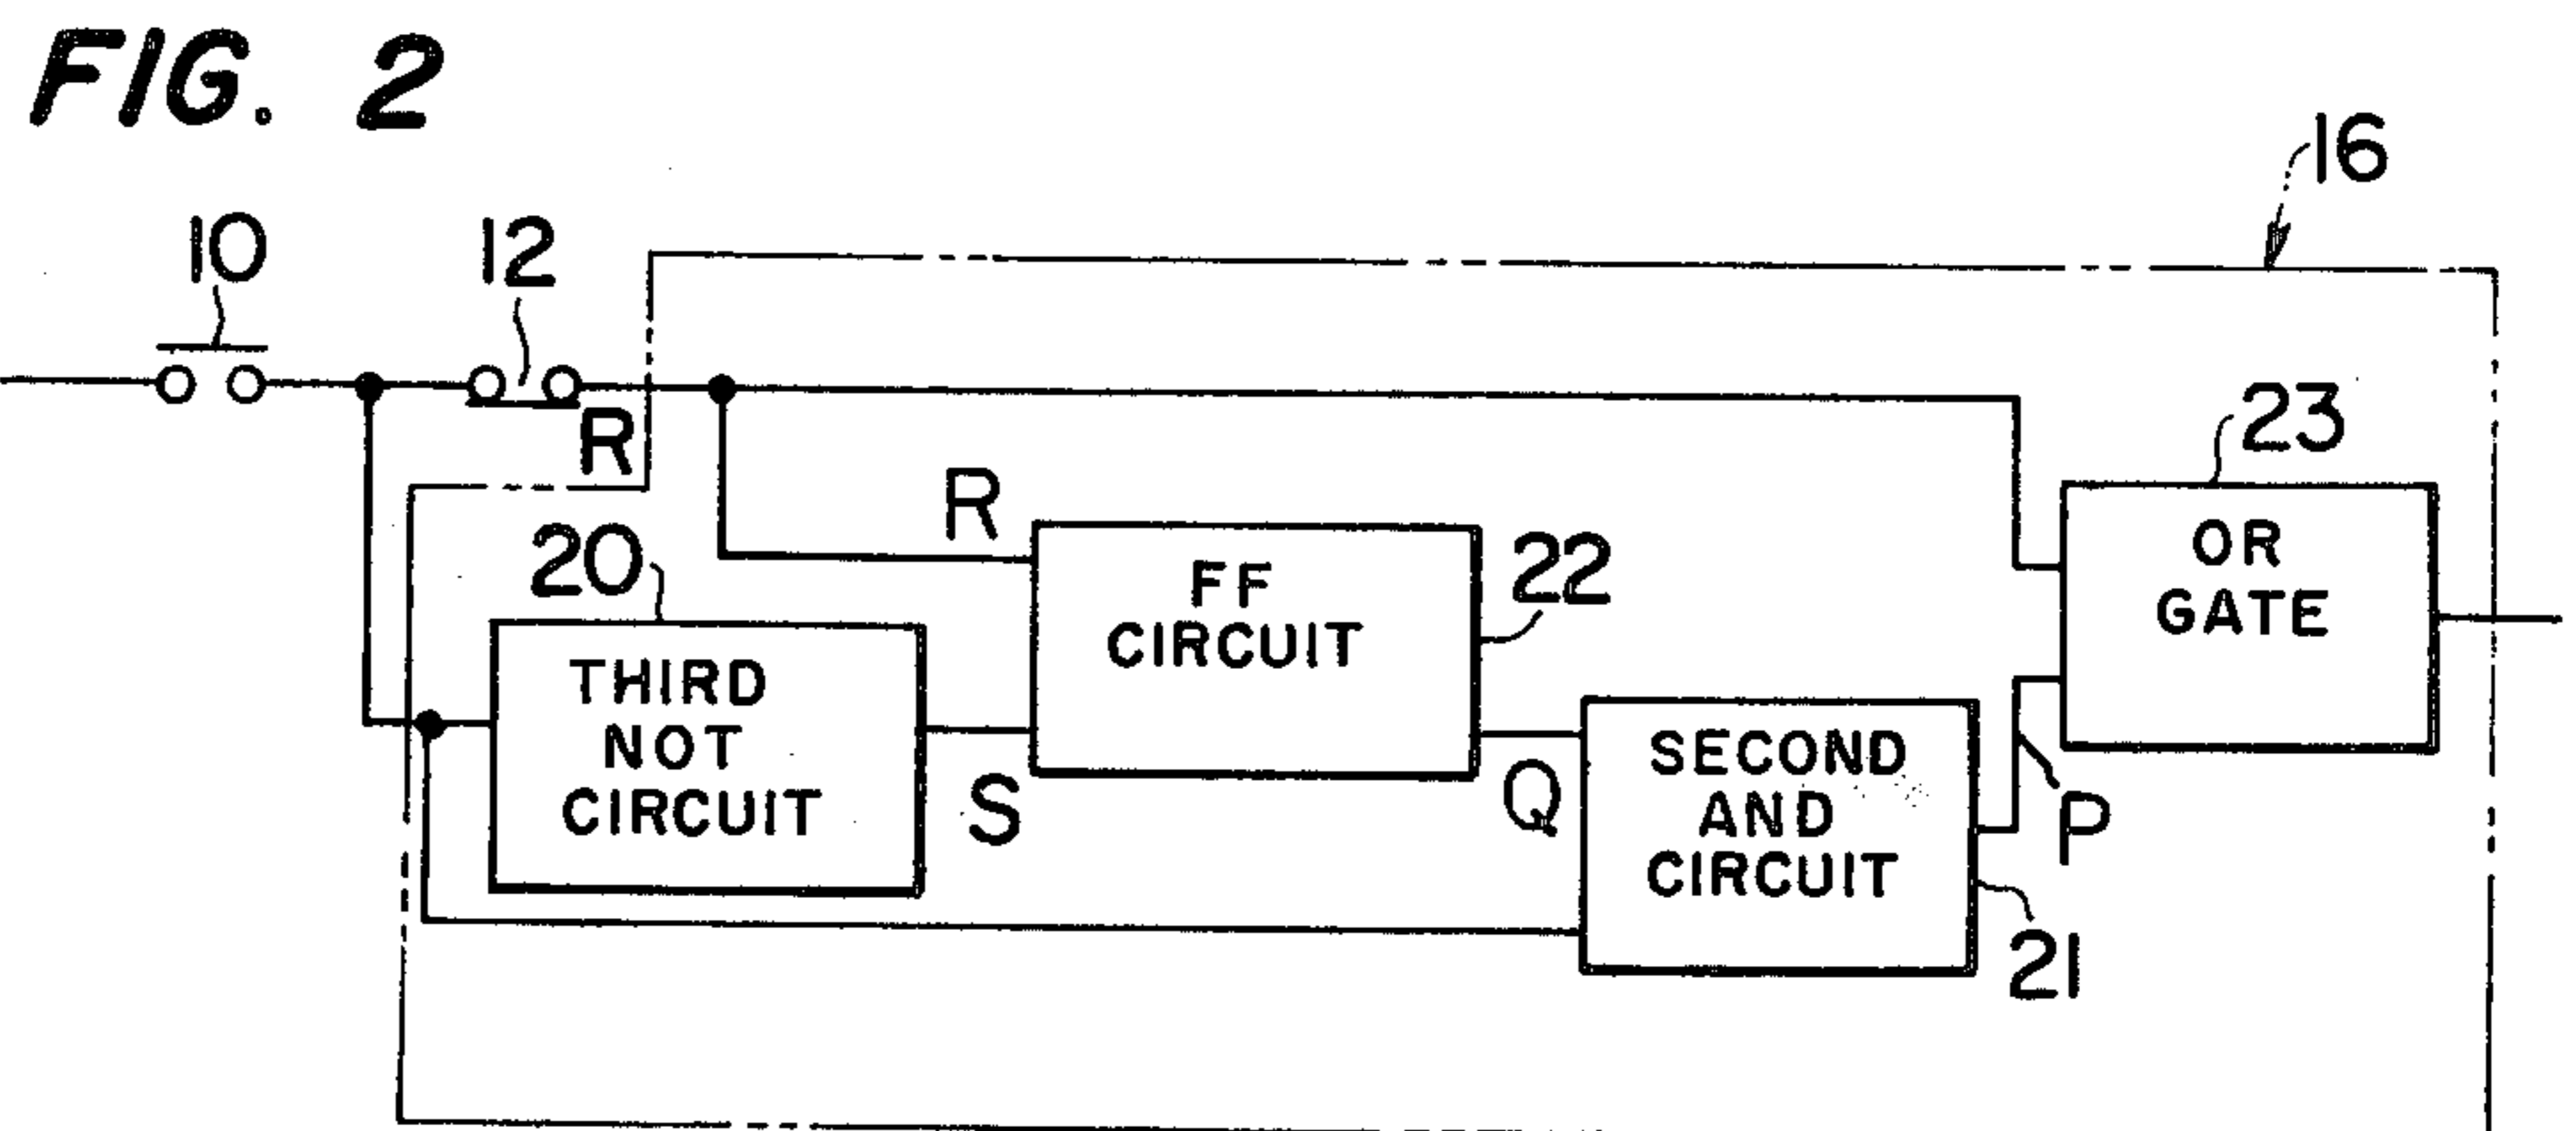 FIG. 2
16
10
12
R
23
R
20
22
OR
GATE
FF
CIRCUIT
THIRD
NOT
CIRCUIT
S
Q
SECOND
AND
CIRCUIT
P
21